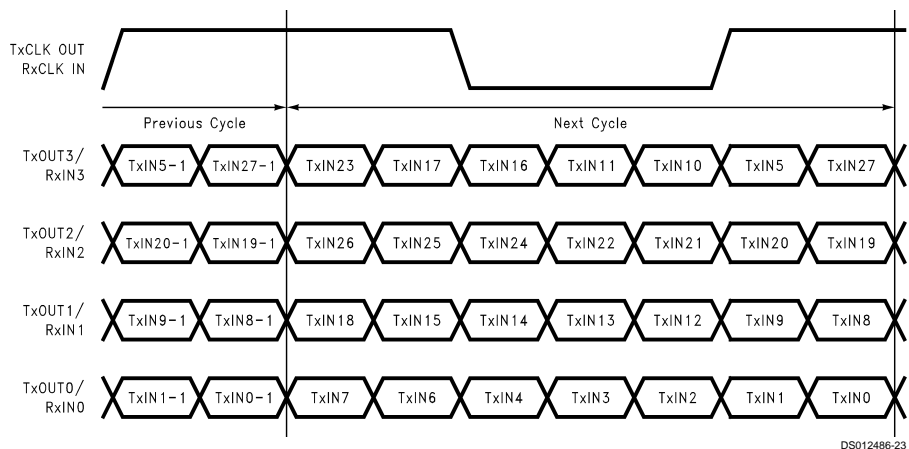 TxCLK OUT
RxCLK IN
Previous Cycle Next Cycle
TxOUT3/
RxIN3
TxIN5-1 TxIN27-1 TxIN23 TxIN17 TxIN16 TxIN11 TxIN10 TxIN5 TxIN27
TxOUT2/
RxIN2
TxIN20-1 TxIN19-1 TxIN26 TxIN25 TxIN24 TxIN22 TxIN21 TxIN20 TxIN19
TxOUT1/
RxIN1
TxIN9-1 TxIN8-1 TxIN18 TxIN15 TxIN14 TxIN13 TxIN12 TxIN9 TxIN8
TxOUT0/
RxIN0
TxIN1-1 TxIN0-1 TxIN7 TxIN6 TxIN4 TxIN3 TxIN2 TxIN1 TxIN0
DS012486-23